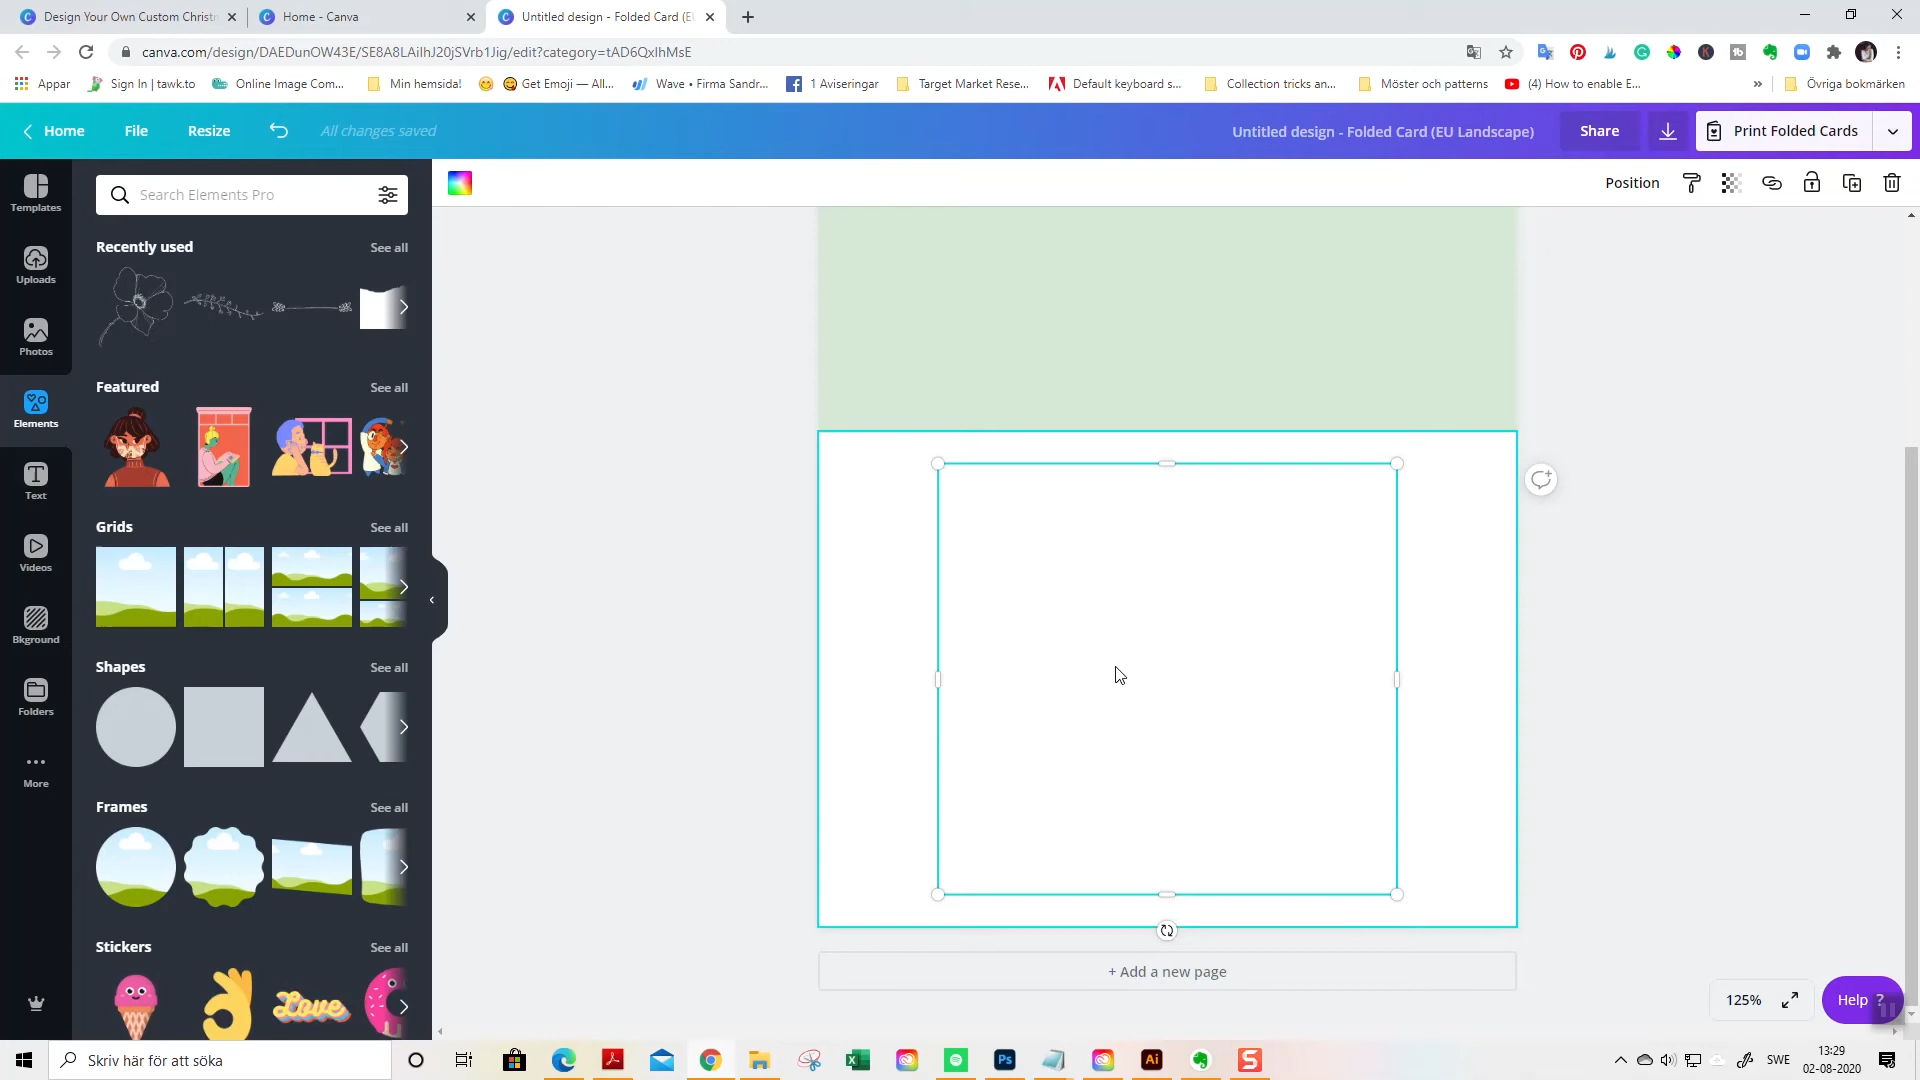 Design Your Own Custom Christm
Home - Canva
Untitled design - Folded Card (EU
canva.com/design/DAEDunOW43E/SE8A8LAilhJ20jSVrb1Jig/edit?category=tAD6QxIhMsE
Appar
Sign In | tawk.to
Online Image Com...
Min hemsida!
Get Emoji — All...
Wave • Firma Sandr...
1 Aviseringar
Target Market Rese...
Default keyboard s...
Collection tricks an...
Möster och patterns
(4) How to enable E...
»
Övriga bokmärken
Home
File
Resize
All changes saved
Untitled design - Folded Card (EU Landscape)
Share
Print Folded Cards
Templates
Uploads
Photos
Elements
Text
Videos
Bkground
Folders
More
Search Elements Pro
Recently used
See all
Featured
See all
Grids
See all
Shapes
See all
Frames
See all
Stickers
See all
Love
Position
+ Add a new page
125%
Help ?
Skriv här för att söka
SWE
13:29
02-08-2020